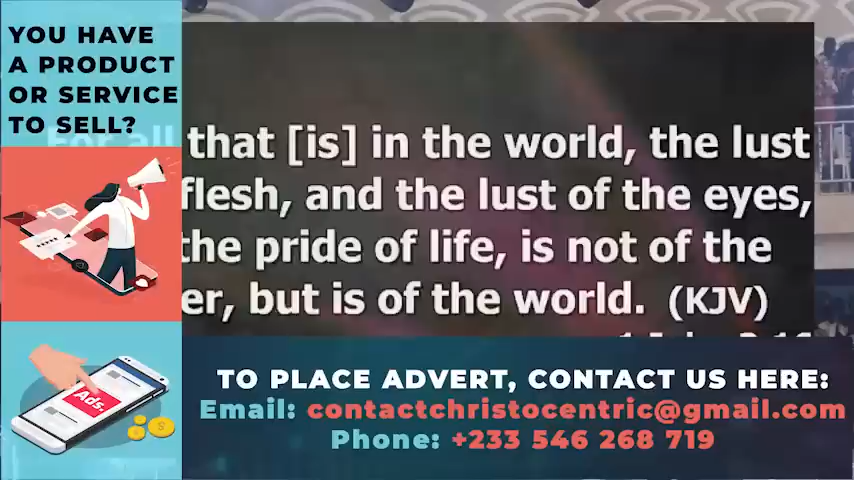 YOU HAVE
A PRODUCT
OR SERVICE
TO SELL?
For all that [is] in the world, the lust
flesh, and the lust of the eyes,
the pride of life, is not of the
er, but is of the world. (KJV)
Ads.
TO PLACE ADVERT, CONTACT US HERE:
Email: contactchristocentric@gmail.com
Phone: +233 546 268 719